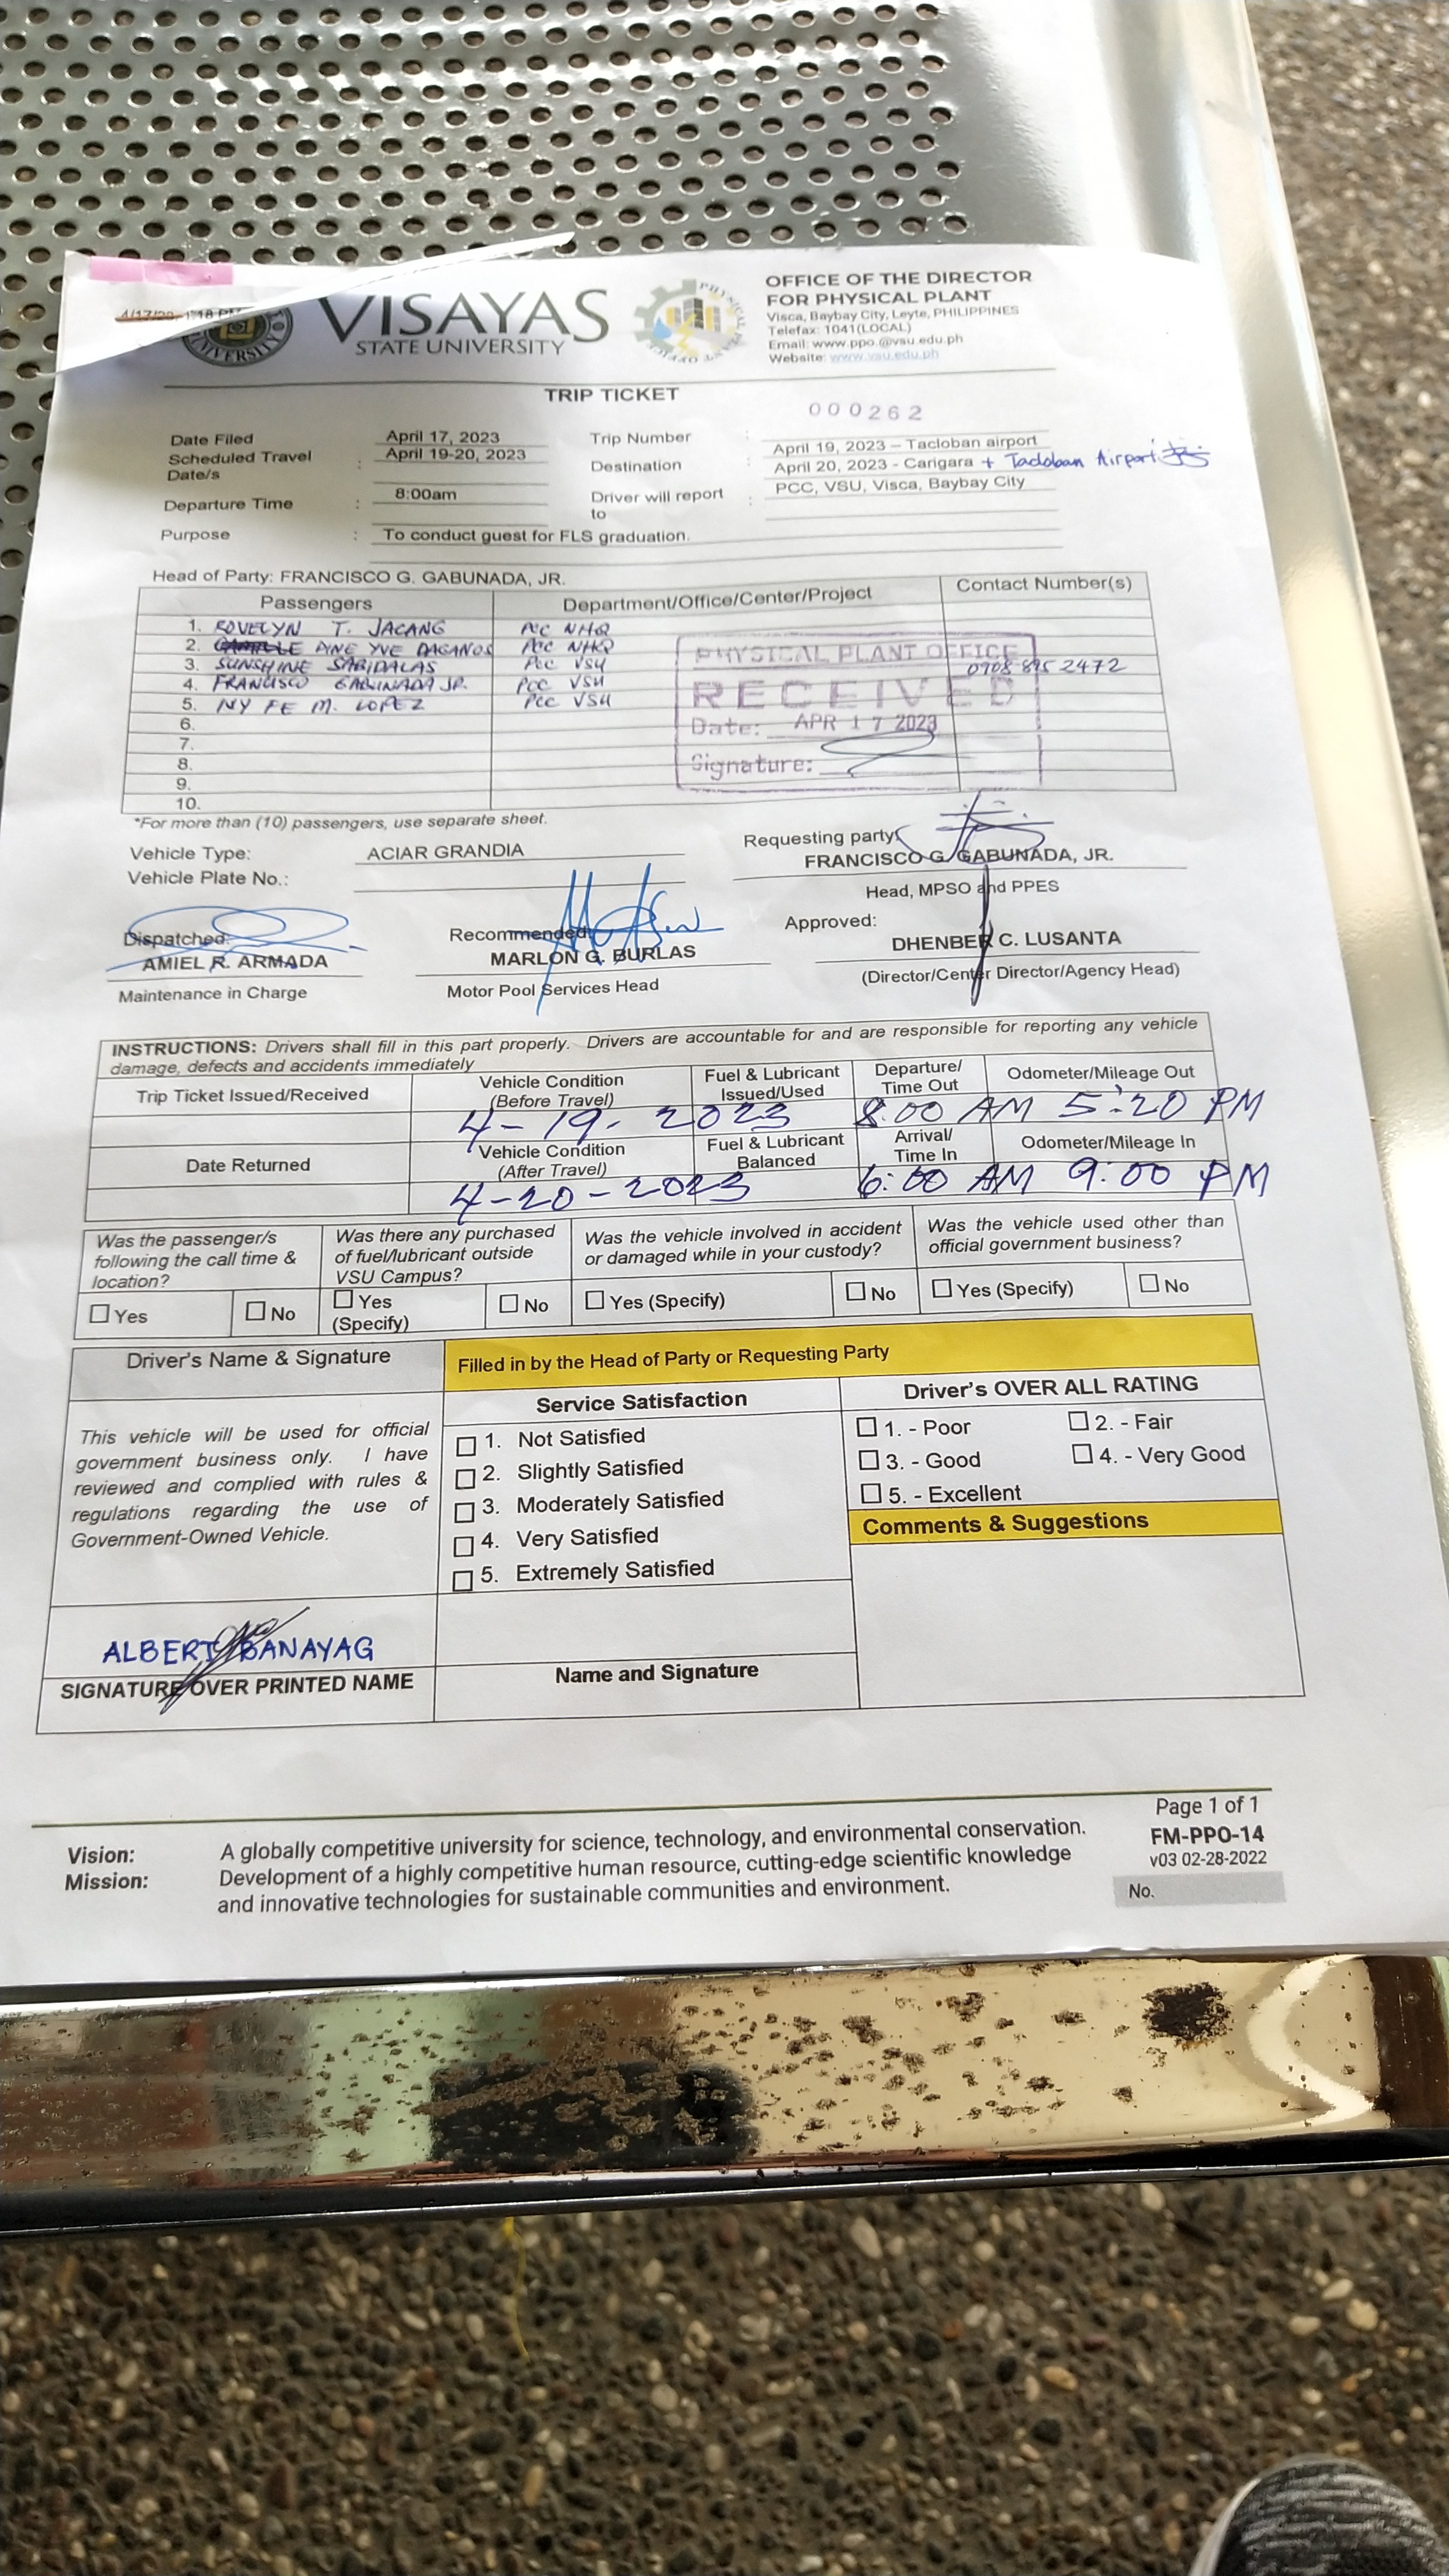 VISAYAS
STATE UNIVERSITY
OFFICE OF THE DIRECTOR
FOR PHYSICAL PLANT
Visca, Baybay City, Leyte, PHILIPPINES
Telefax: 1041(LOCAL)
Email: www.ppo.@vsu.edu.ph
Website: www.vsu.edu.ph
TRIP TICKET
000262
Date Filed April 17, 2023 Trip Number :
Scheduled Travel Date/s : April 19-20, 2023
Destination : April 19, 2023 – Tacloban airport
April 20, 2023 - Carigara + Tacloban Airport
Departure Time : 8:00am Driver will report to : PCC, VSU, Visca, Baybay City
Purpose : To conduct guest for FLS graduation.
Head of Party: FRANCISCO G. GABUNADA, JR.
Passengers Department/Office/Center/Project Contact Number(s)
1. ROVELYN T. JACANG PCC NHQ
2. DYNE YVE DAGANOS PCC NHQ
3. SUNSHINE SABIDALAS PCC VSU 0908 895 2472
4. FRANCISCO GABUNADA JR. PCC VSU
5. MY FE M. LOPEZ PCC VSU
6.
7.
8.
9.
10.
PHYSICAL PLANT OFFICE
RECEIVED
Date: APR 17 2023
Signature:
*For more than (10) passengers, use separate sheet.
Vehicle Type: ACIAR GRANDIA
Vehicle Plate No.:
Requesting party:
FRANCISCO G. GABUNADA, JR.
Head, MPSO and PPES
Dispatched:
AMIEL R. ARMADA
Maintenance in Charge
Recommended:
MARLON G. BURLAS
Motor Pool Services Head
Approved:
DHENBER C. LUSANTA
(Director/Center Director/Agency Head)
INSTRUCTIONS: Drivers shall fill in this part properly. Drivers are accountable for and are responsible for reporting any vehicle
damage, defects and accidents immediately
Trip Ticket Issued/Received Vehicle Condition (Before Travel) Fuel & Lubricant Issued/Used Departure/ Time Out Odometer/Mileage Out
4-19-2023 8:00 AM 5:20 PM
Date Returned Vehicle Condition (After Travel) Fuel & Lubricant Balanced Arrival/ Time In Odometer/Mileage In
4-20-2023 6:00 AM 9:00 PM
Was the passenger/s
following the call time &
location?
Yes No
Was there any purchased
of fuel/lubricant outside
VSU Campus?
Yes (Specify) No
Was the vehicle involved in accident
or damaged while in your custody?
Yes (Specify) No
Was the vehicle used other than
official government business?
Yes (Specify) No
Driver's Name & Signature
This vehicle will be used for official
government business only. I have
reviewed and complied with rules &
regulations regarding the use of
Government-Owned Vehicle.
ALBERT BANAYAG
SIGNATURE OVER PRINTED NAME
Filled in by the Head of Party or Requesting Party
Service Satisfaction
1. Not Satisfied
2. Slightly Satisfied
3. Moderately Satisfied
4. Very Satisfied
5. Extremely Satisfied
Name and Signature
Driver's OVER ALL RATING
1. - Poor 2. - Fair
3. - Good 4. - Very Good
5. - Excellent
Comments & Suggestions
Vision: A globally competitive university for science, technology, and environmental conservation.
Mission: Development of a highly competitive human resource, cutting-edge scientific knowledge
and innovative technologies for sustainable communities and environment.
Page 1 of 1
FM-PPO-14
v03 02-28-2022
No.